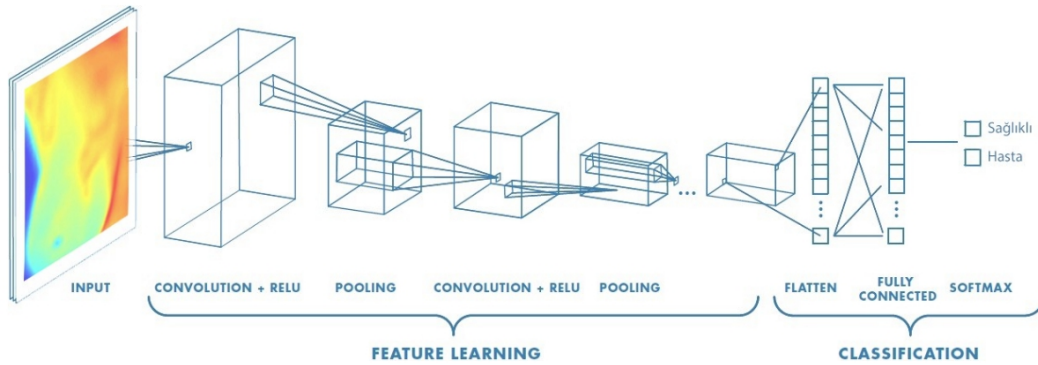 Sağlıklı
Hasta
INPUT
CONVOLUTION + RELU
POOLING
CONVOLUTION + RELU
POOLING
FLATTEN
FULLY
CONNECTED
SOFTMAX
FEATURE LEARNING
CLASSIFICATION